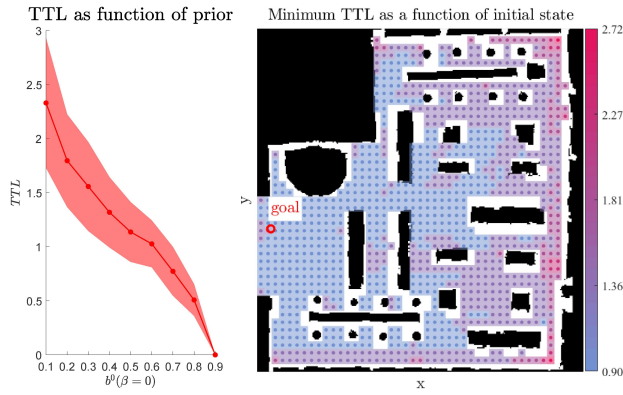 TTL as function of prior
3
2.5
2
1.5
1
0.5
0
TTL
0.1 0.2 0.3 0.4 0.5 0.6 0.7 0.8 0.9
b⁰(β = 0)
Minimum TTL as a function of initial state
y
goal
x
2.72
2.27
1.81
1.36
0.90